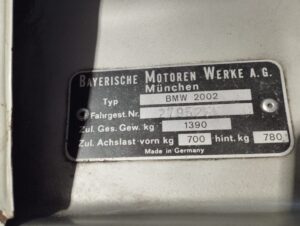 BAYERISCHE MOTOREN WERKE A.G.
München
Typ BMW 2002
Fahrgest. Nr.
Zul. Ges. Gew. kg 1390
Zul. Achslast vorn kg 700 hint. kg 780
Made in Germany